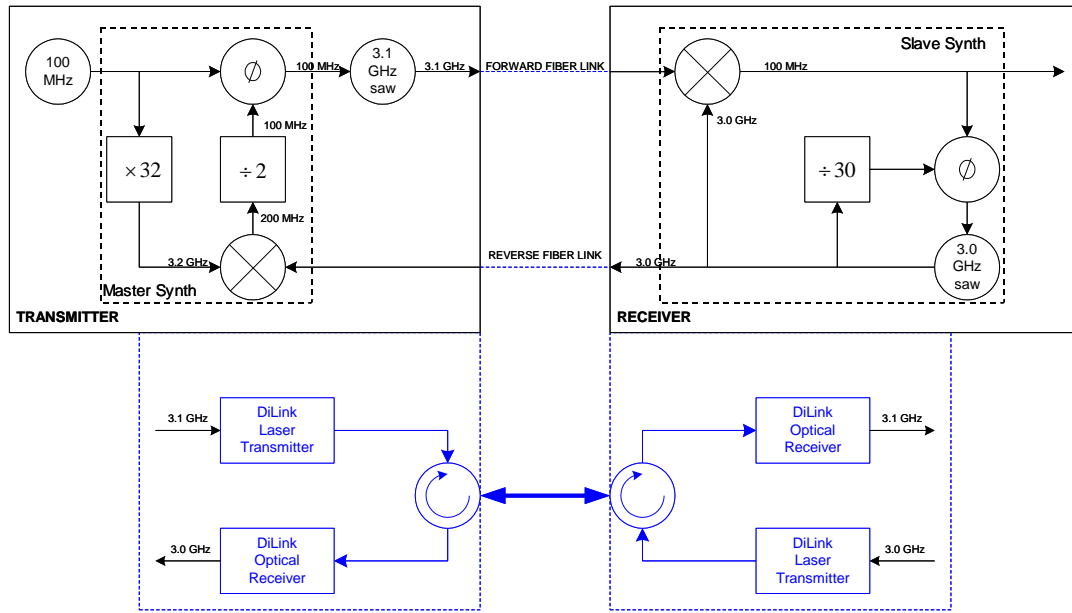 100
MHz
∅
100 MHz
3.1
GHz
saw
3.1 GHz
FORWARD FIBER LINK
100 MHz
Slave Synth
100 MHz
3.0 GHz
× 32
÷ 2
÷ 30
∅
200 MHz
3.2 GHz
REVERSE FIBER LINK
3.0 GHz
3.0
GHz
saw
Master Synth
TRANSMITTER
RECEIVER
3.1 GHz
DiLink
Laser
Transmitter
DiLink
Optical
Receiver
3.1 GHz
3.0 GHz
DiLink
Optical
Receiver
DiLink
Laser
Transmitter
3.0 GHz